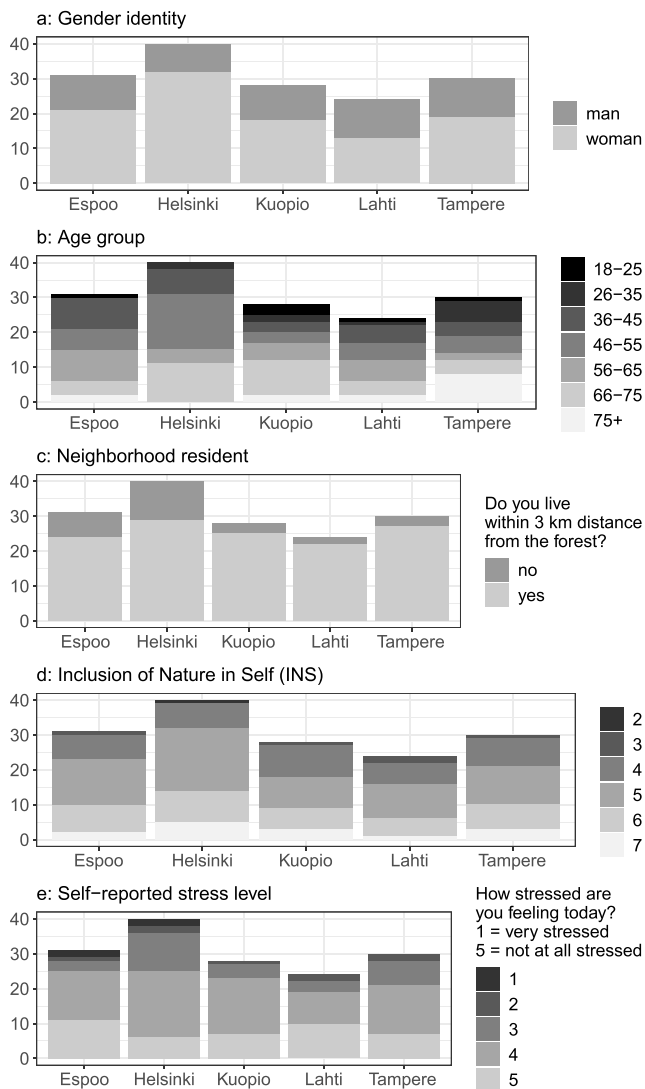 a: Gender identity
40
30
20
10
0
Espoo Helsinki Kuopio Lahti Tampere
man
woman
b: Age group
40
30
20
10
0
Espoo Helsinki Kuopio Lahti Tampere
18−25
26−35
36−45
46−55
56−65
66−75
75+
c: Neighborhood resident
40
30
20
10
0
Espoo Helsinki Kuopio Lahti Tampere
Do you live
within 3 km distance
from the forest?
no
yes
d: Inclusion of Nature in Self (INS)
40
30
20
10
0
Espoo Helsinki Kuopio Lahti Tampere
2
3
4
5
6
7
e: Self−reported stress level
40
30
20
10
0
Espoo Helsinki Kuopio Lahti Tampere
How stressed are
you feeling today?
1 = very stressed
5 = not at all stressed
1
2
3
4
5